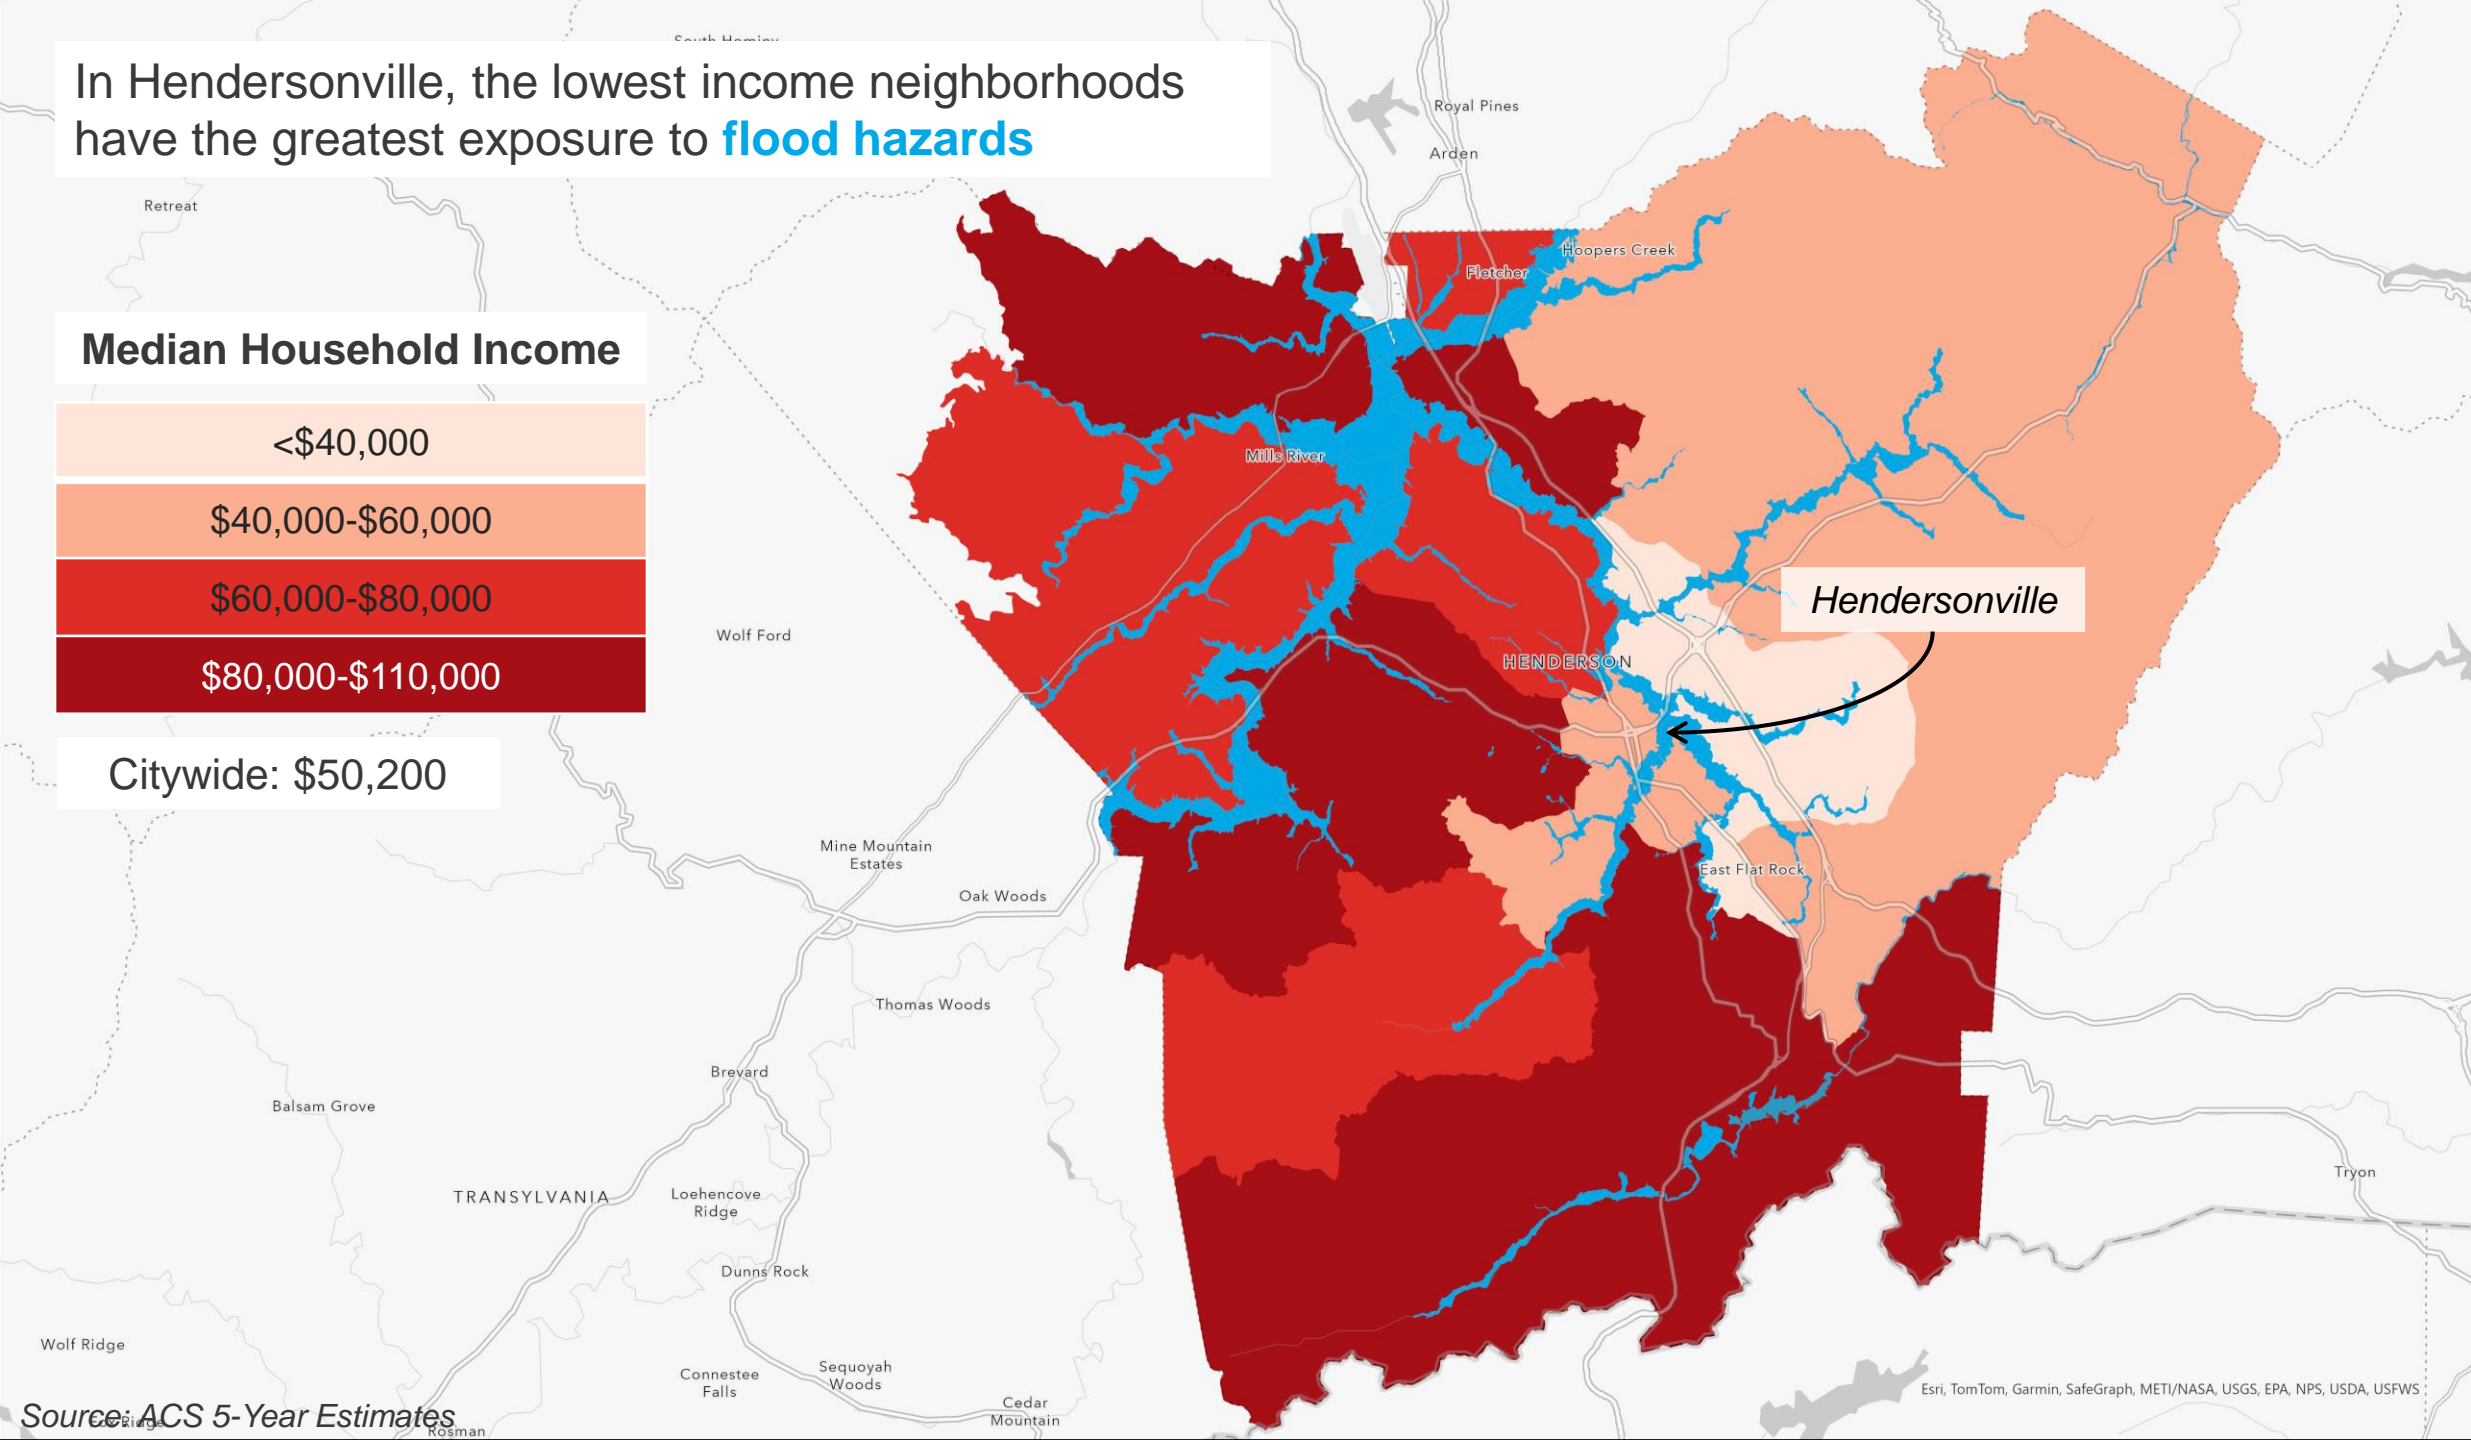 South Hominy
In Hendersonville, the lowest income neighborhoods
have the greatest exposure to flood hazards
Royal Pines
Arden
Retreat
Hoopers Creek
Fletcher
Median Household Income
<$40,000
$40,000-$60,000
$60,000-$80,000
$80,000-$110,000
Citywide: $50,200
Mills River
Hendersonville
Wolf Ford
HENDERSON
Mine Mountain
Estates
Oak Woods
East Flat Rock
Thomas Woods
Brevard
Balsam Grove
TRANSYLVANIA
Loehencove
Ridge
Tryon
Dunns Rock
Wolf Ridge
Connestee
Falls
Sequoyah
Woods
Cedar
Mountain
Esri, TomTom, Garmin, SafeGraph, METI/NASA, USGS, EPA, NPS, USDA, USFWS
Source: ACS 5-Year Estimates
Rosman